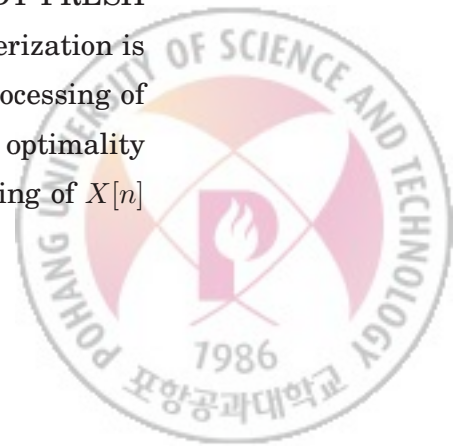 FRESH
erization is
ocessing of
optimality
ing of X[n]
POHANG UNIVERSITY OF SCIENCE AND TECHNOLOGY
1986
포항공과대학교